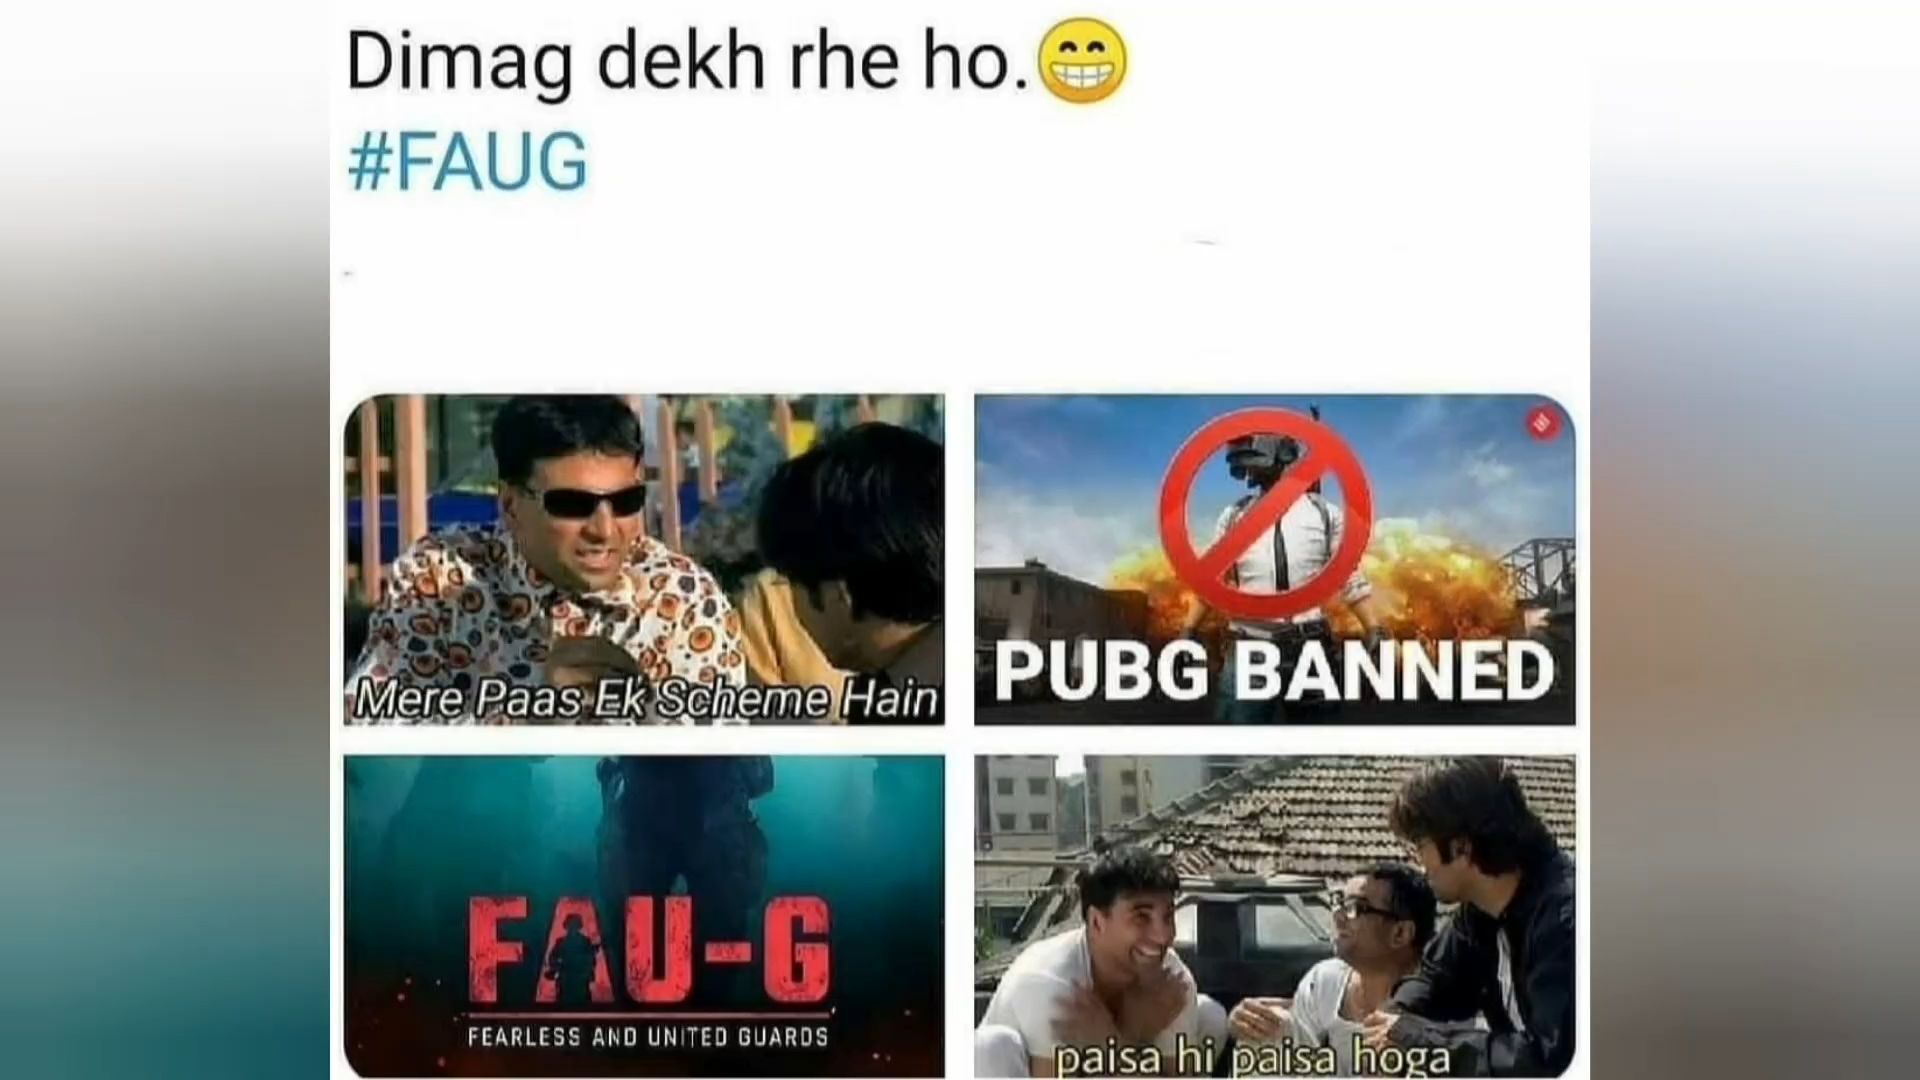 Dimag dekh rhe ho.😁
#FAUG
Mere Paas Ek Scheme Hain
PUBG BANNED
FAU-G
FEARLESS AND UNITED GUARDS
paisa hi paisa hoga